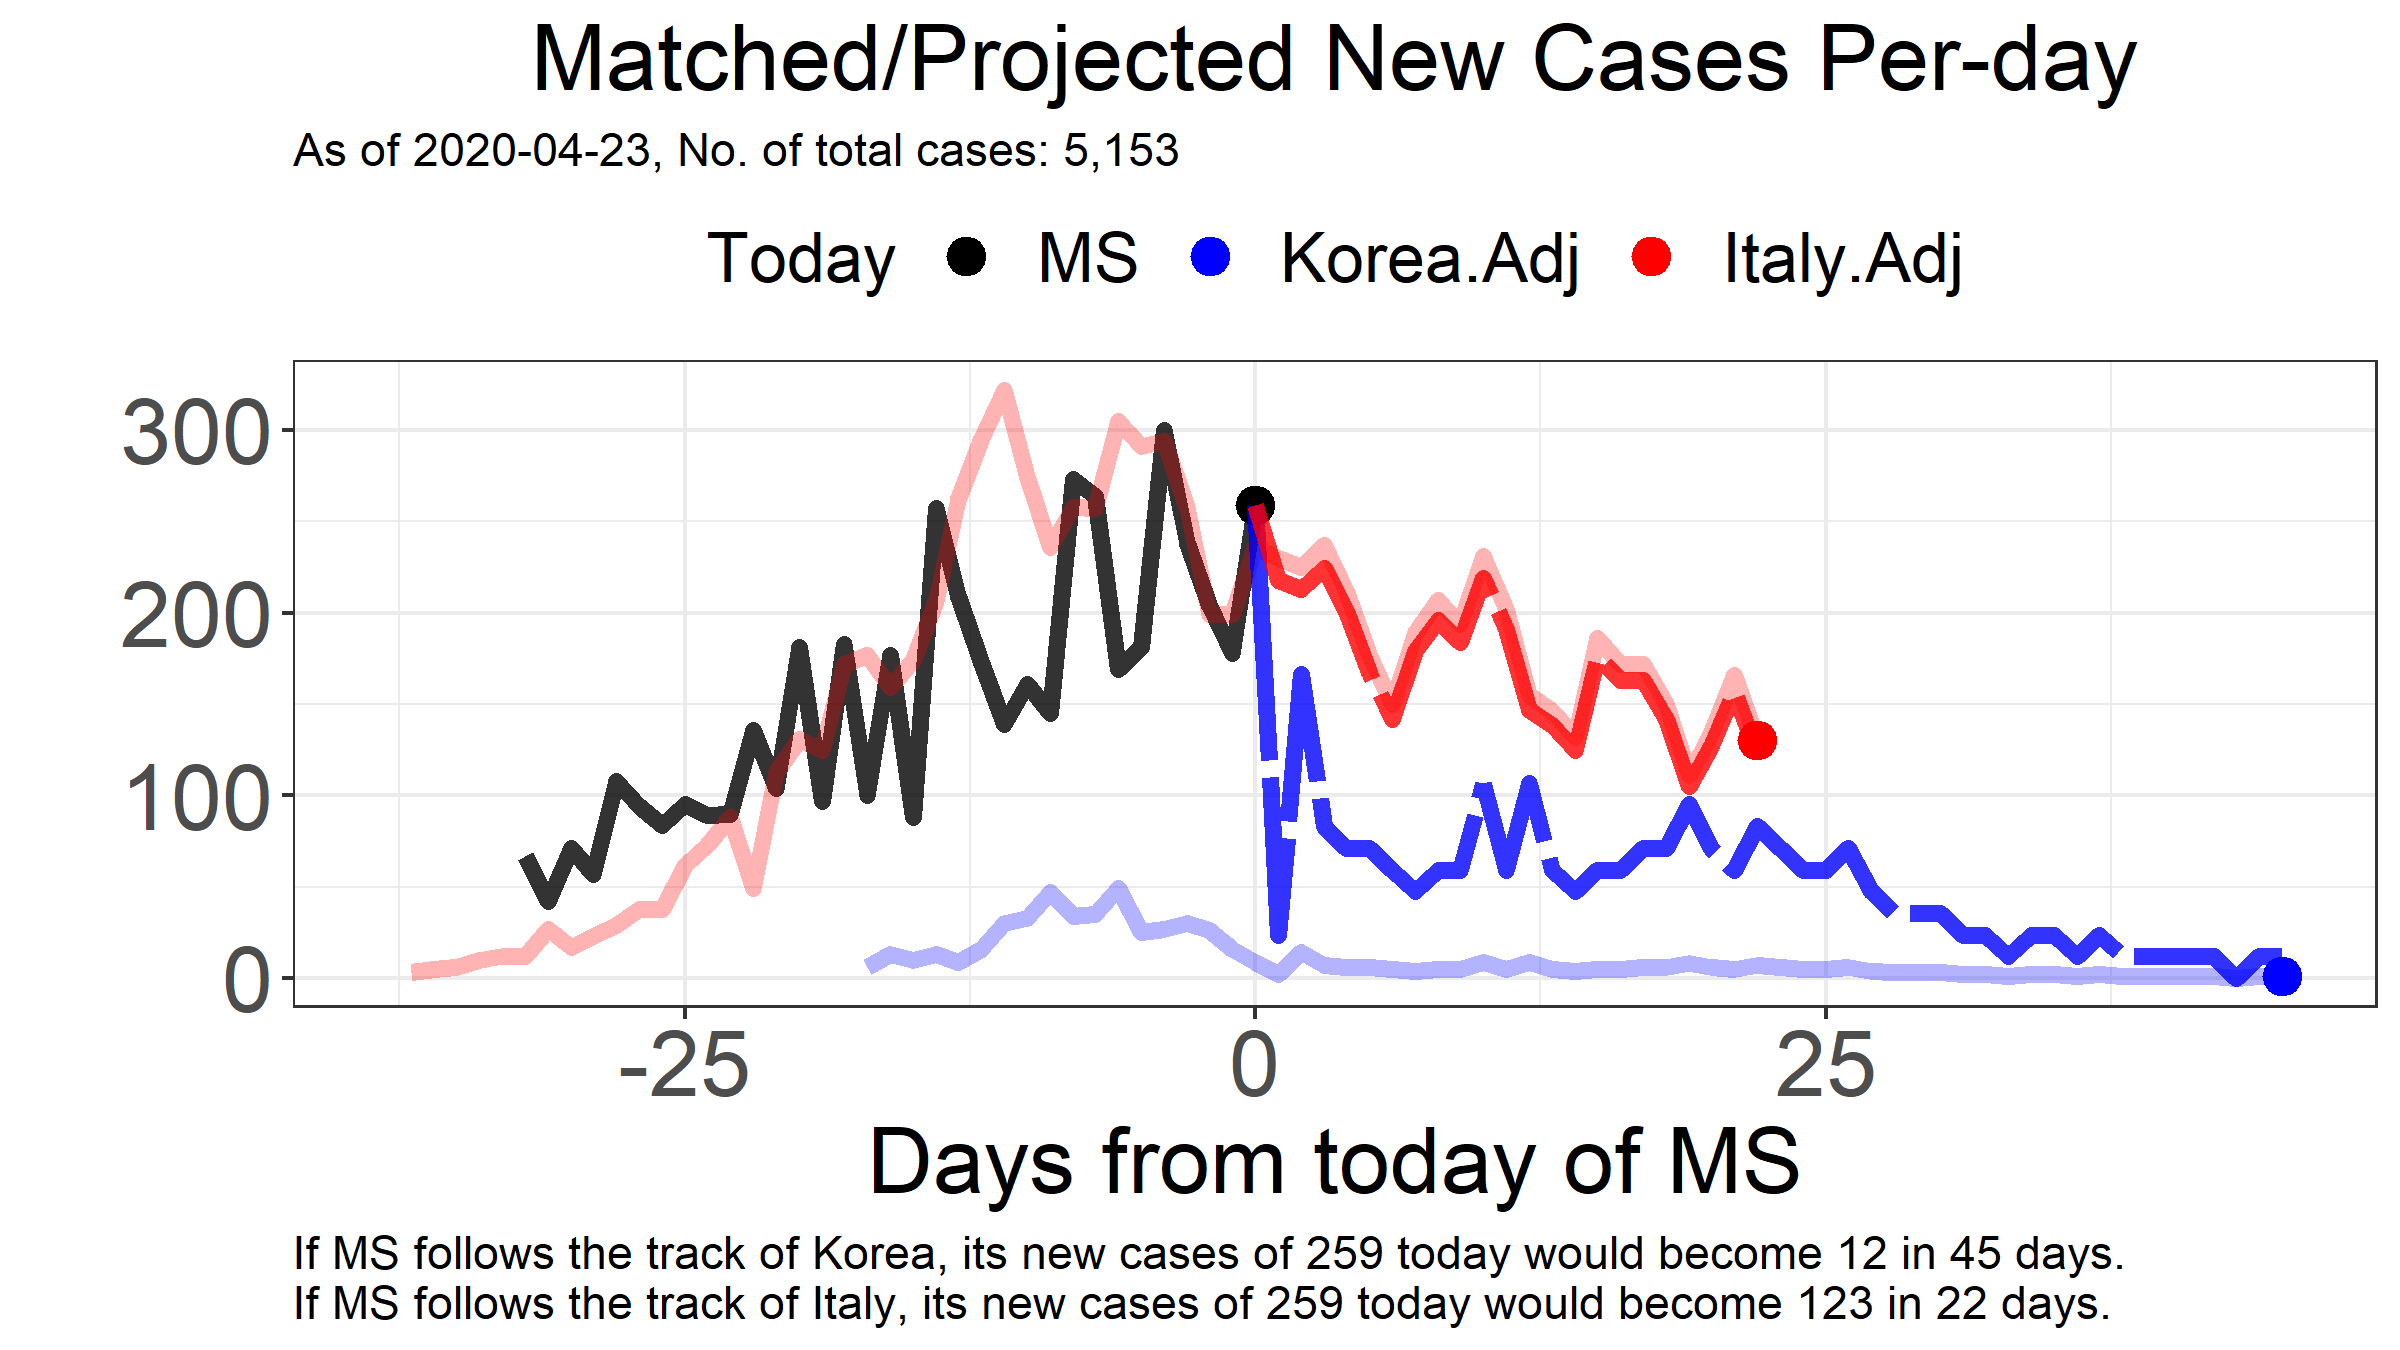 Matched/Projected New Cases Per-day
As of 2020-04-23, No. of total cases: 5,153
Today MS Korea.Adj Italy.Adj
300
200
100
0
-25 0 25
Days from today of MS
If MS follows the track of Korea, its new cases of 259 today would become 12 in 45 days.
If MS follows the track of Italy, its new cases of 259 today would become 123 in 22 days.